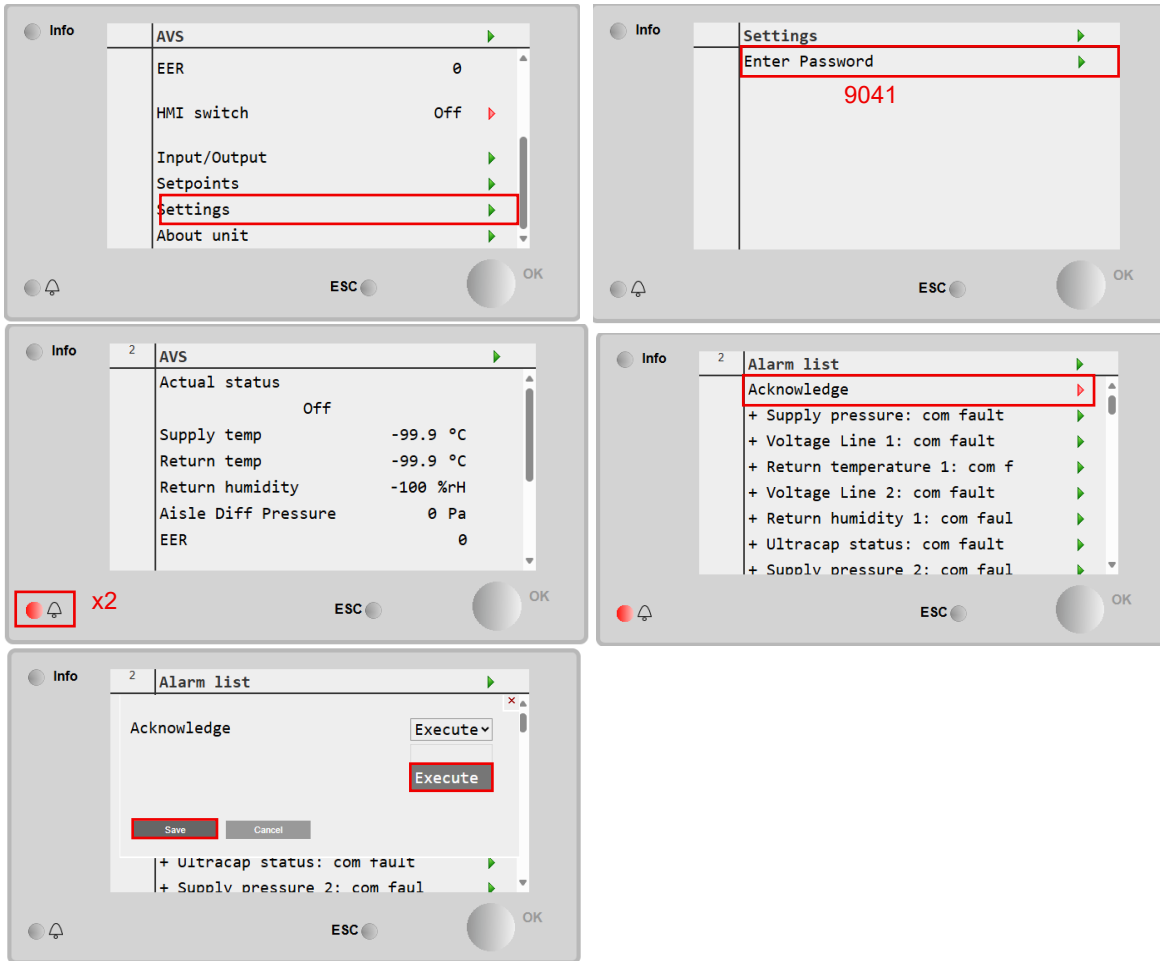 Info
AVS
EER 0
HMI switch Off
Input/Output
Setpoints
Settings
About unit
ESC
OK
Info
Settings
Enter Password
9041
ESC
OK
Info
2 AVS
Actual status
Off
Supply temp -99.9 °C
Return temp -99.9 °C
Return humidity -100 %rH
Aisle Diff Pressure 0 Pa
EER 0
x2
ESC
OK
Info
2 Alarm list
Acknowledge
+ Supply pressure: com fault
+ Voltage Line 1: com fault
+ Return temperature 1: com f
+ Voltage Line 2: com fault
+ Return humidity 1: com faul
+ Ultracap status: com fault
+ Supply pressure 2: com faul
ESC
OK
Info
2 Alarm list
Acknowledge Execute
Execute
Save Cancel
+ Ultracap status: com fault
+ Supply pressure 2: com faul
ESC
OK